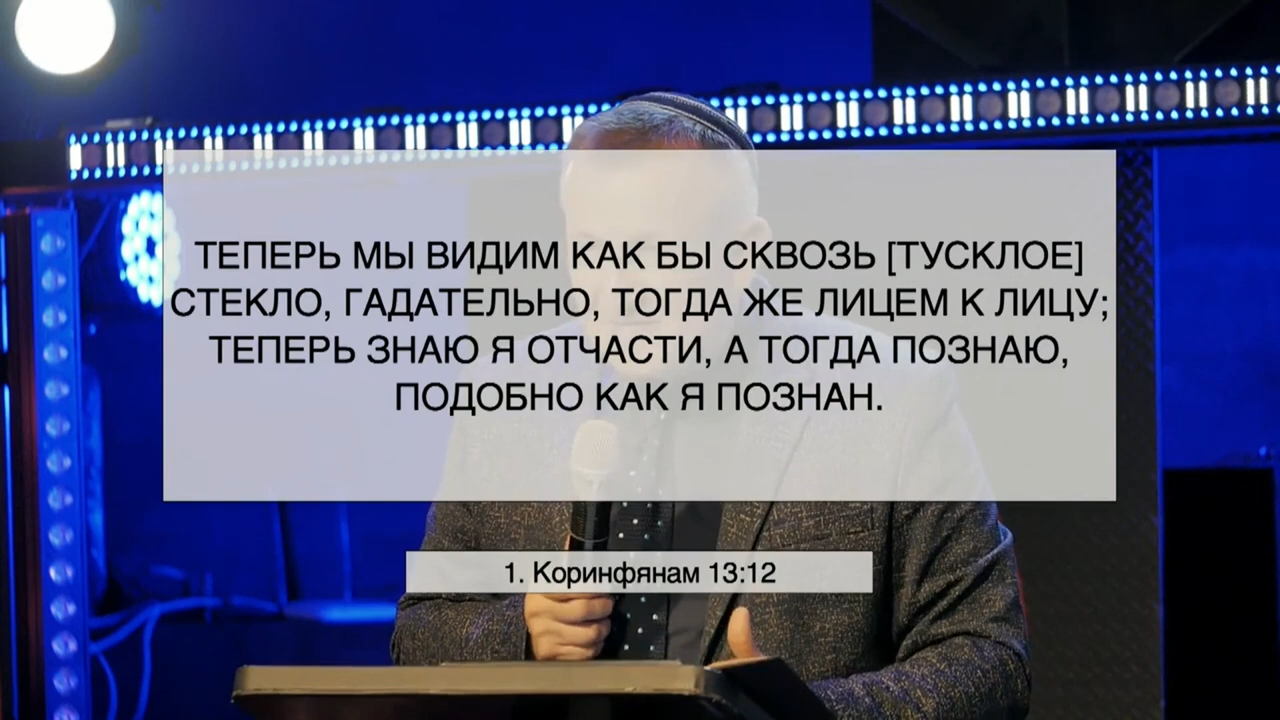 ТЕПЕРЬ МЫ ВИДИМ КАК БЫ СКВОЗЬ [ТУСКЛОЕ]
СТЕКЛО, ГАДАТЕЛЬНО, ТОГДА ЖЕ ЛИЦЕМ К ЛИЦУ;
ТЕПЕРЬ ЗНАЮ Я ОТЧАСТИ, А ТОГДА ПОЗНАЮ,
ПОДОБНО КАК Я ПОЗНАН.
1. Коринфянам 13:12